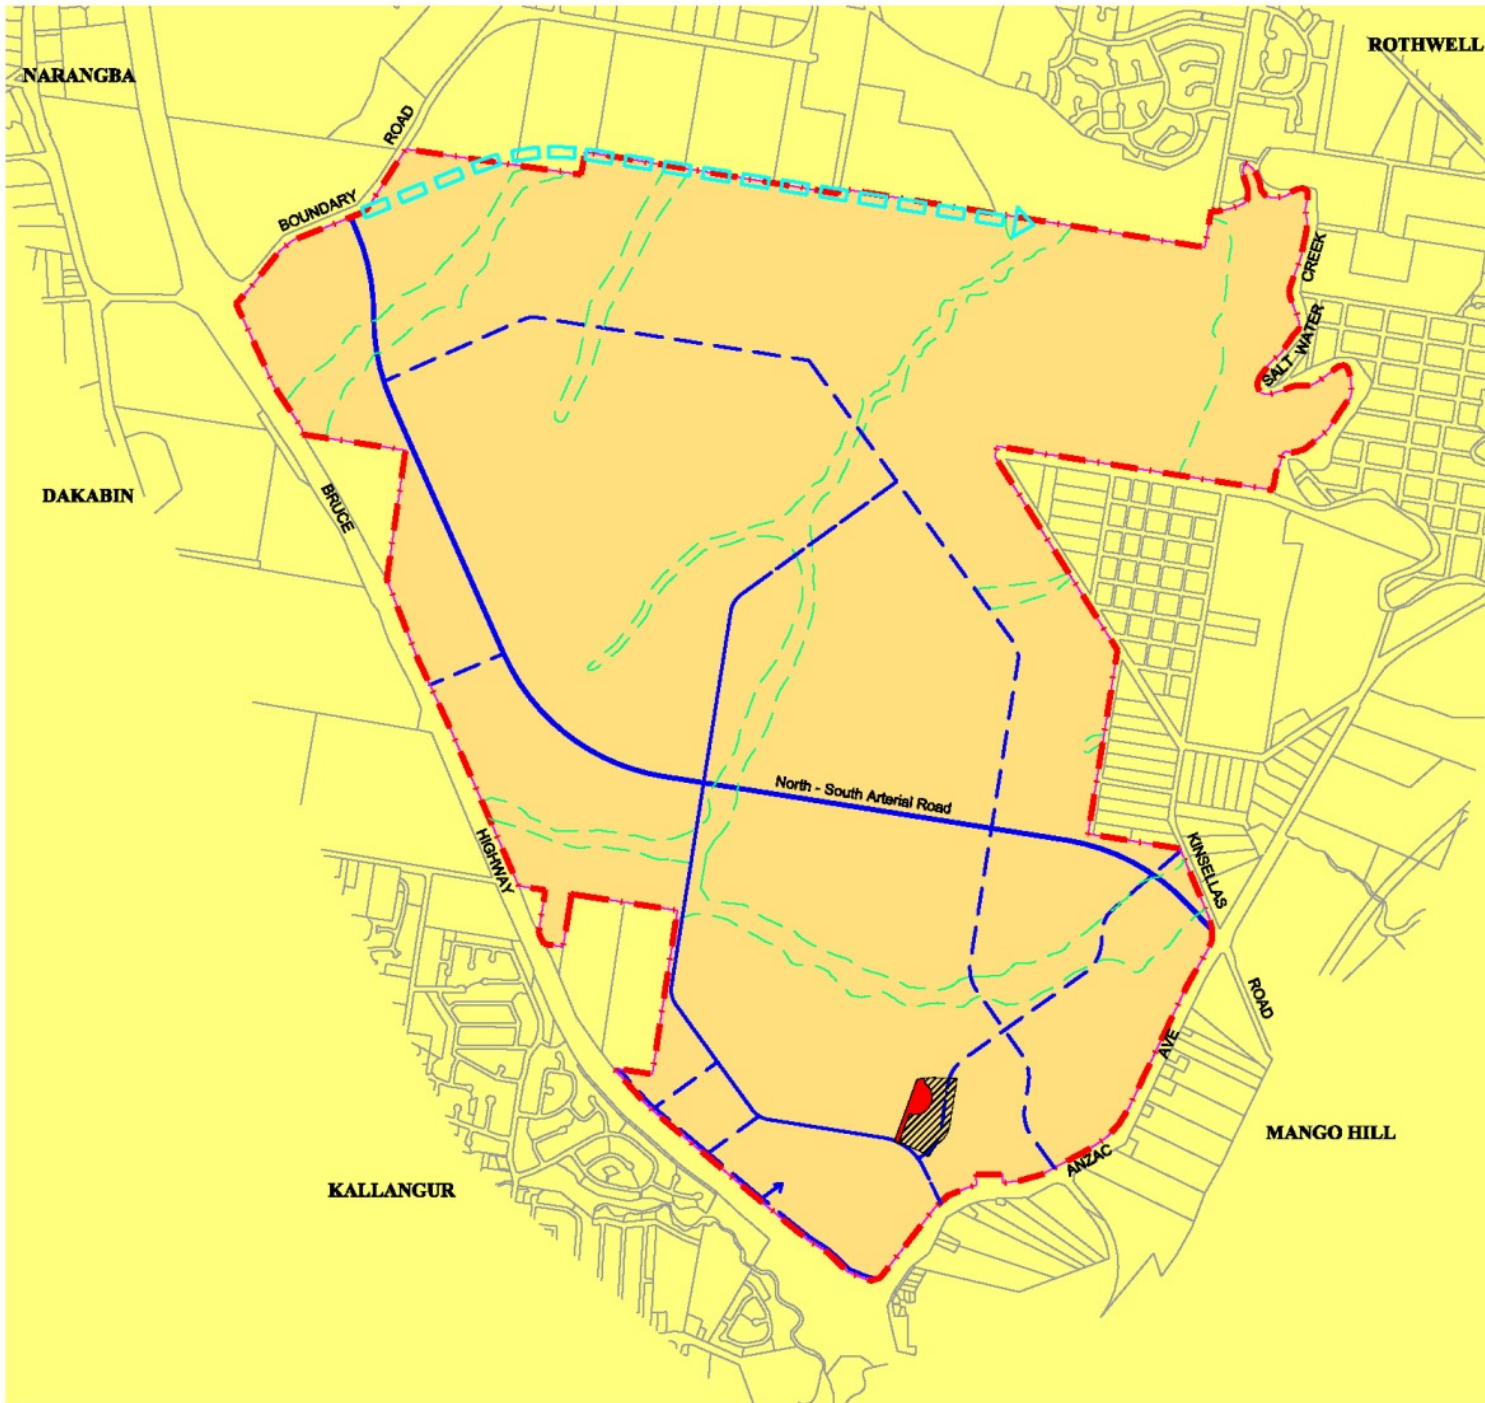 ROTHWELL
NARANGBA
ROAD
BOUNDARY
CREEK
SALT WATER
DAKABIN
BRUCE
North - South Arterial Road
HIGHWAY
KINSELLAS
ROAD
AVE
MANGO HILL
ANZAC
KALLANGUR